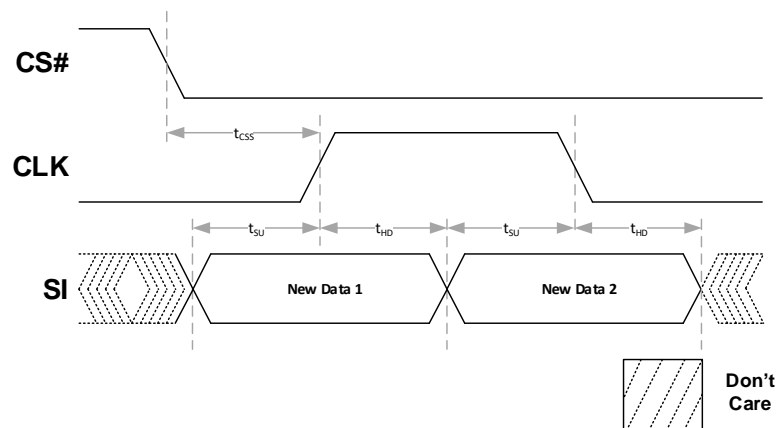 CS#
tCSS
CLK
tSU tHD tSU tHD
SI
New Data 1 New Data 2
Don't
Care